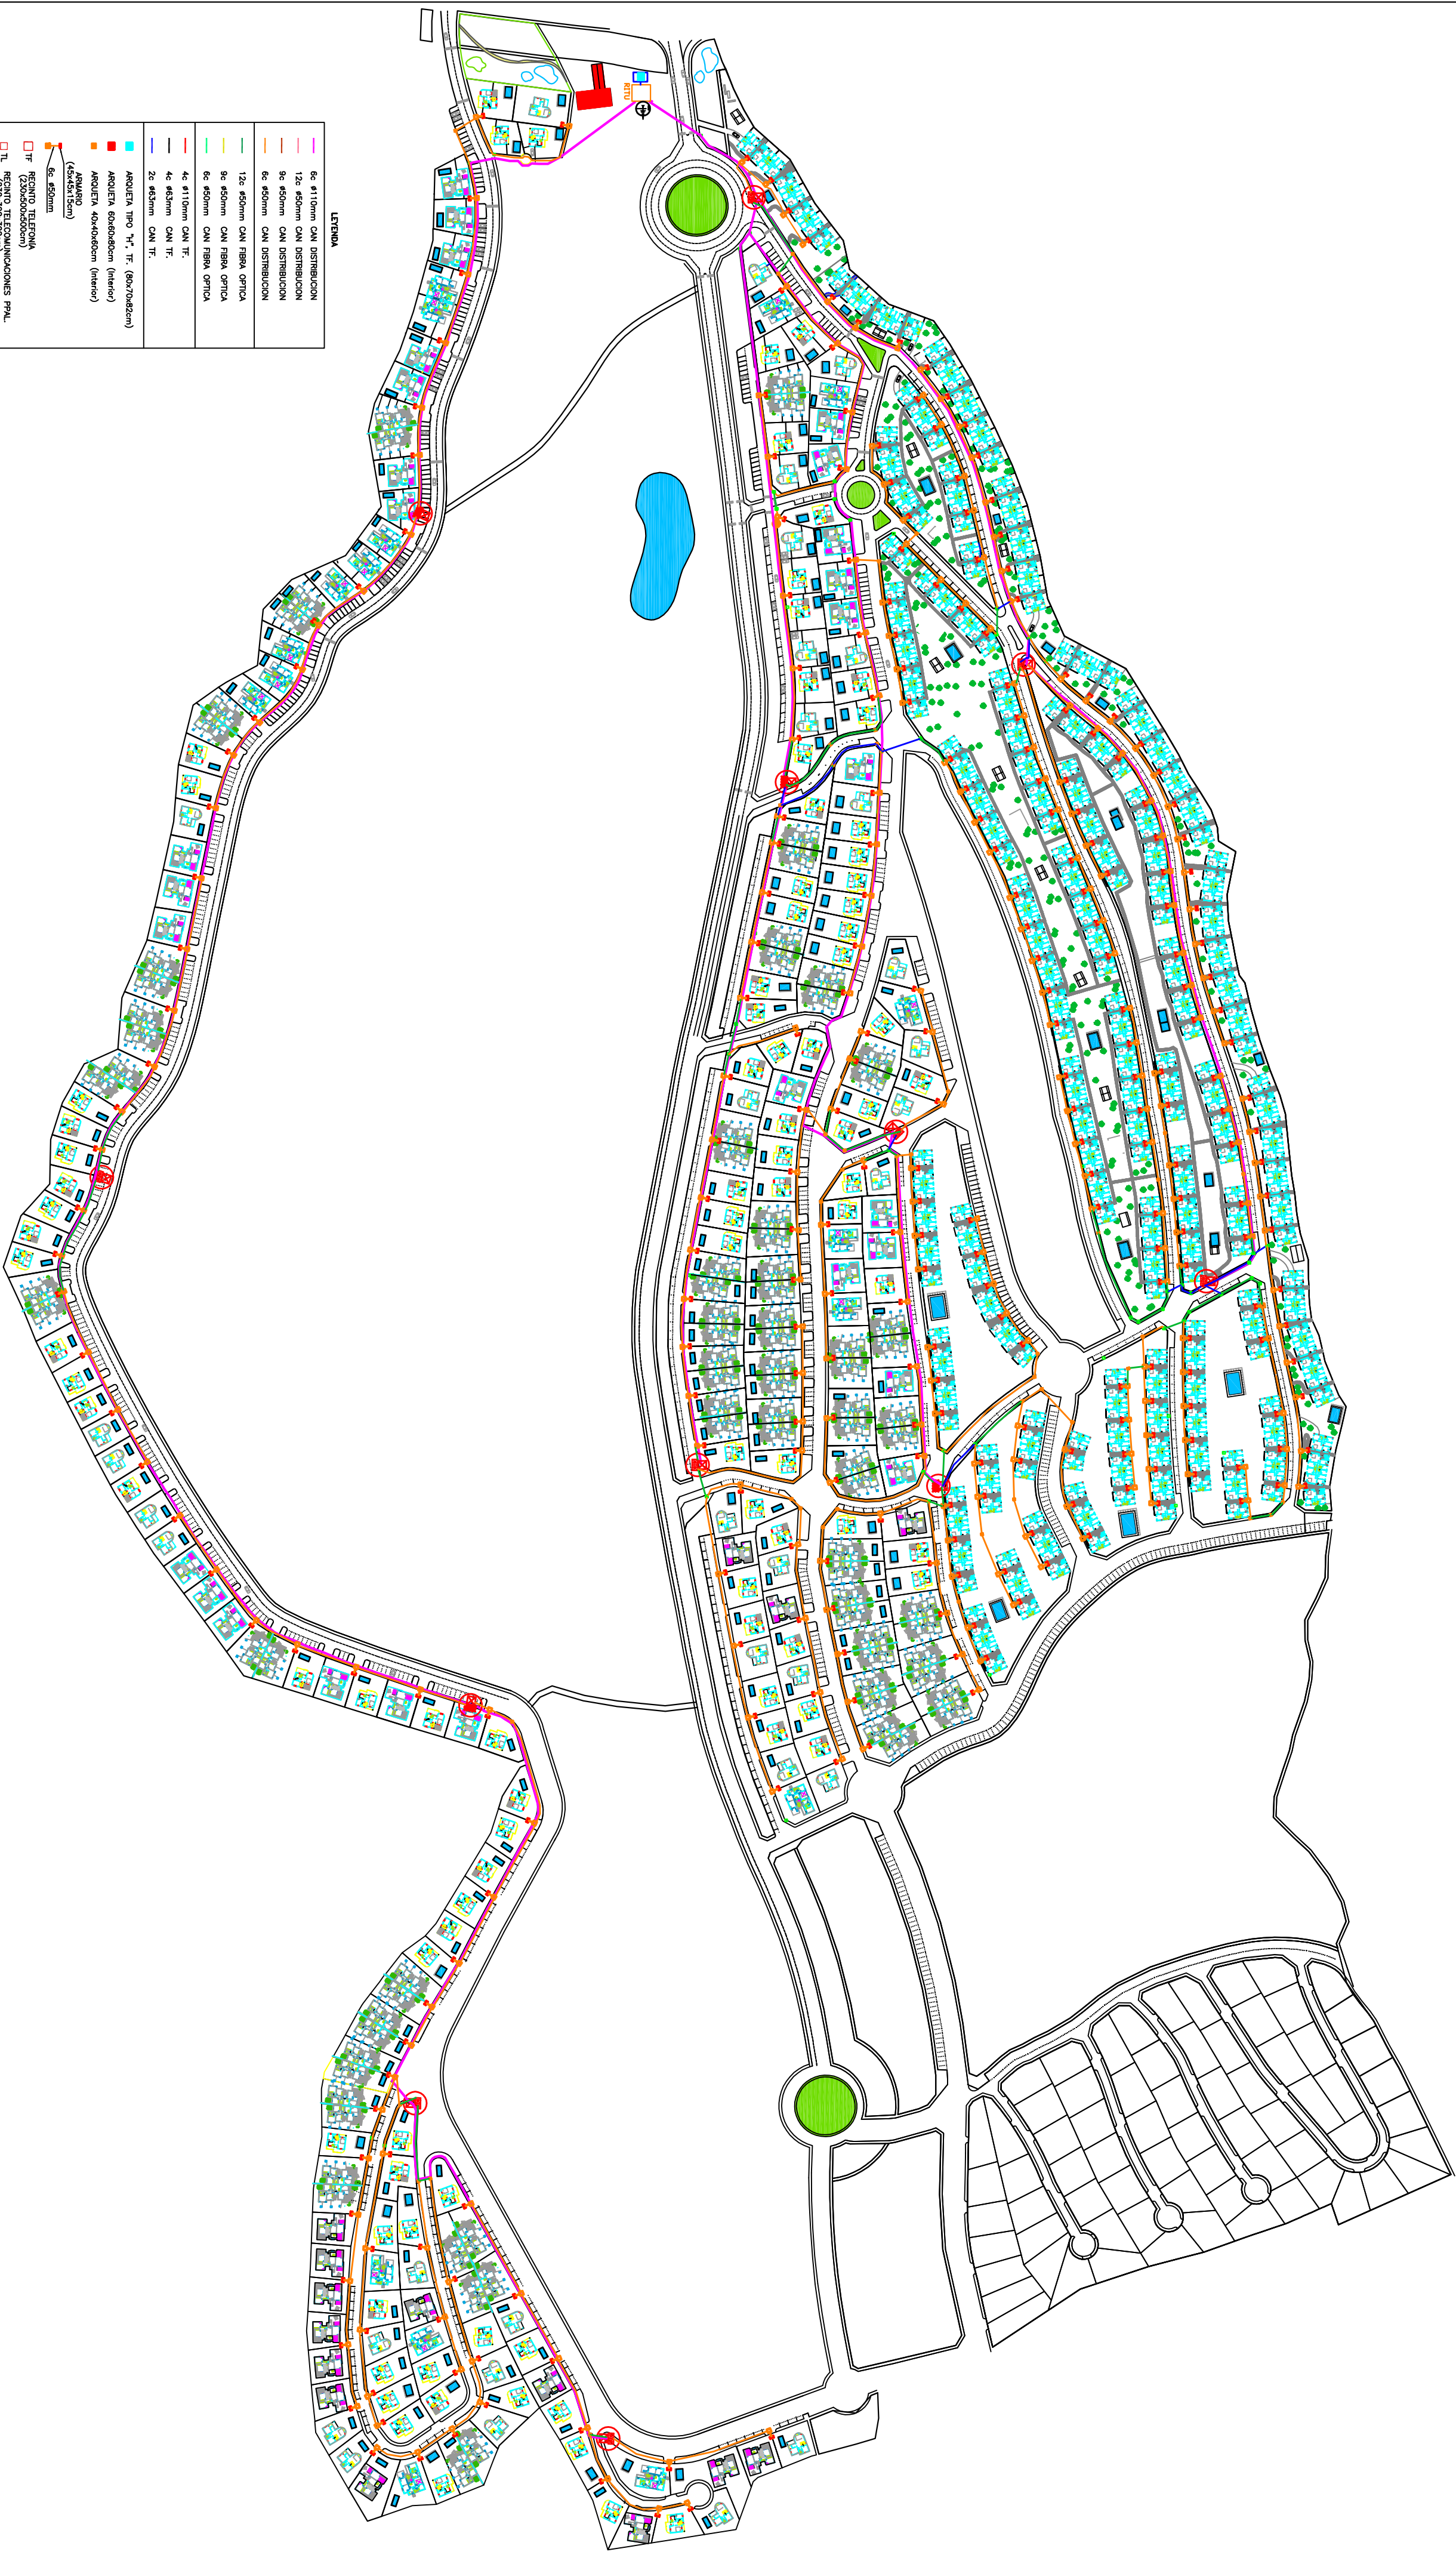 RITU
LEYENDA
6c ø110mm CAN DISTRIBUCION
12c ø50mm CAN DISTRIBUCION
9c ø50mm CAN DISTRIBUCION
6c ø50mm CAN DISTRIBUCION
12c ø50mm CAN FIBRA OPTICA
9c ø50mm CAN FIBRA OPTICA
6c ø50mm CAN FIBRA OPTICA
4c ø110mm CAN TF.
4c ø63mm CAN TF.
2c ø63mm CAN TF.
ARQUETA TIPO "H". TF. (80x70x82cm)
ARQUETA 60x60x80cm (Interior)
ARQUETA 40x40x60cm (Interior)
ARMARIO
(45x45x115cm)
6c ø50mm
TF RECINTO TELEFONIA
(230x500x500cm)
TL RECINTO TELECOMUNICACIONES PPAL.